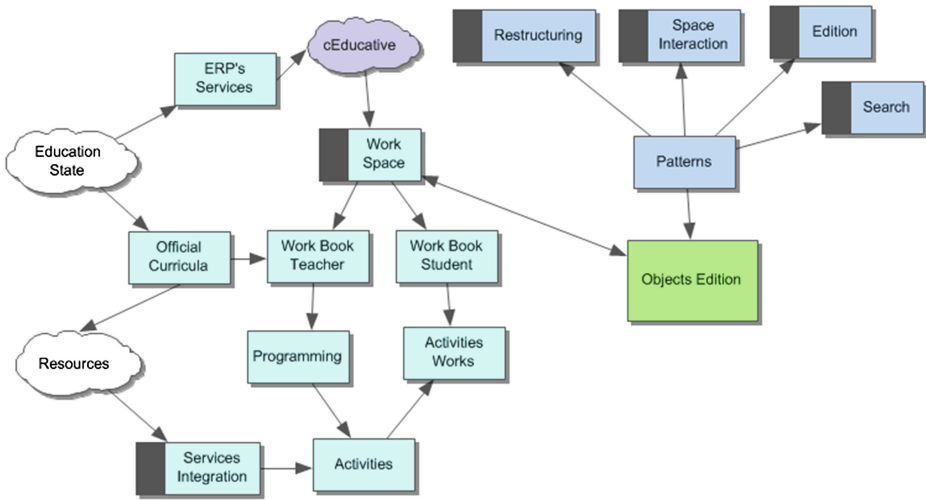 cEducative
Restructuring
Space
Interaction
Edition
ERP's
Services
Search
Education
State
Work
Space
Patterns
Official
Curricula
Work Book
Teacher
Work Book
Student
Objects Edition
Resources
Programming
Activities
Works
Services
Integration
Activities